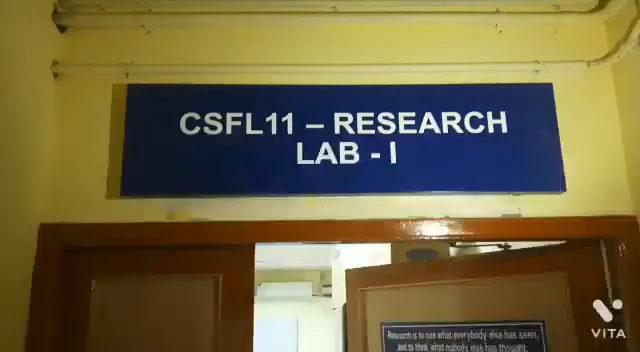 CSFL11 – RESEARCH
LAB - I
Research is to see what everybody else has seen,
and to think what nobody else has thought.
VITA